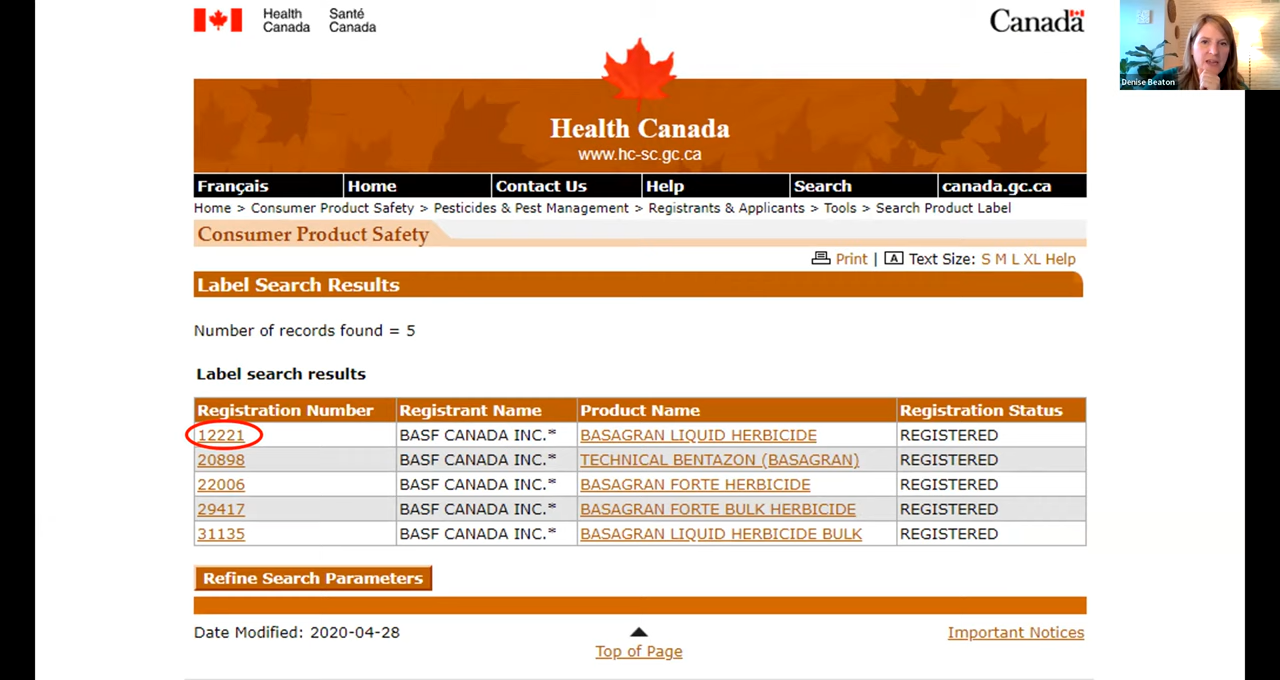 Health Canada
Santé Canada
Canada
Denise Beaton
Health Canada
www.hc-sc.gc.ca
Français Home Contact Us Help Search canada.gc.ca
Home > Consumer Product Safety > Pesticides & Pest Management > Registrants & Applicants > Tools > Search Product Label
Consumer Product Safety
Print | A Text Size: S M L XL Help
Label Search Results
Number of records found = 5
Label search results
Registration Number Registrant Name Product Name Registration Status
12221 BASF CANADA INC.* BASAGRAN LIQUID HERBICIDE REGISTERED
20898 BASF CANADA INC.* TECHNICAL BENTAZON (BASAGRAN) REGISTERED
22006 BASF CANADA INC.* BASAGRAN FORTE HERBICIDE REGISTERED
29417 BASF CANADA INC.* BASAGRAN FORTE BULK HERBICIDE REGISTERED
31135 BASF CANADA INC.* BASAGRAN LIQUID HERBICIDE BULK REGISTERED
Refine Search Parameters
Date Modified: 2020-04-28
Top of Page
Important Notices